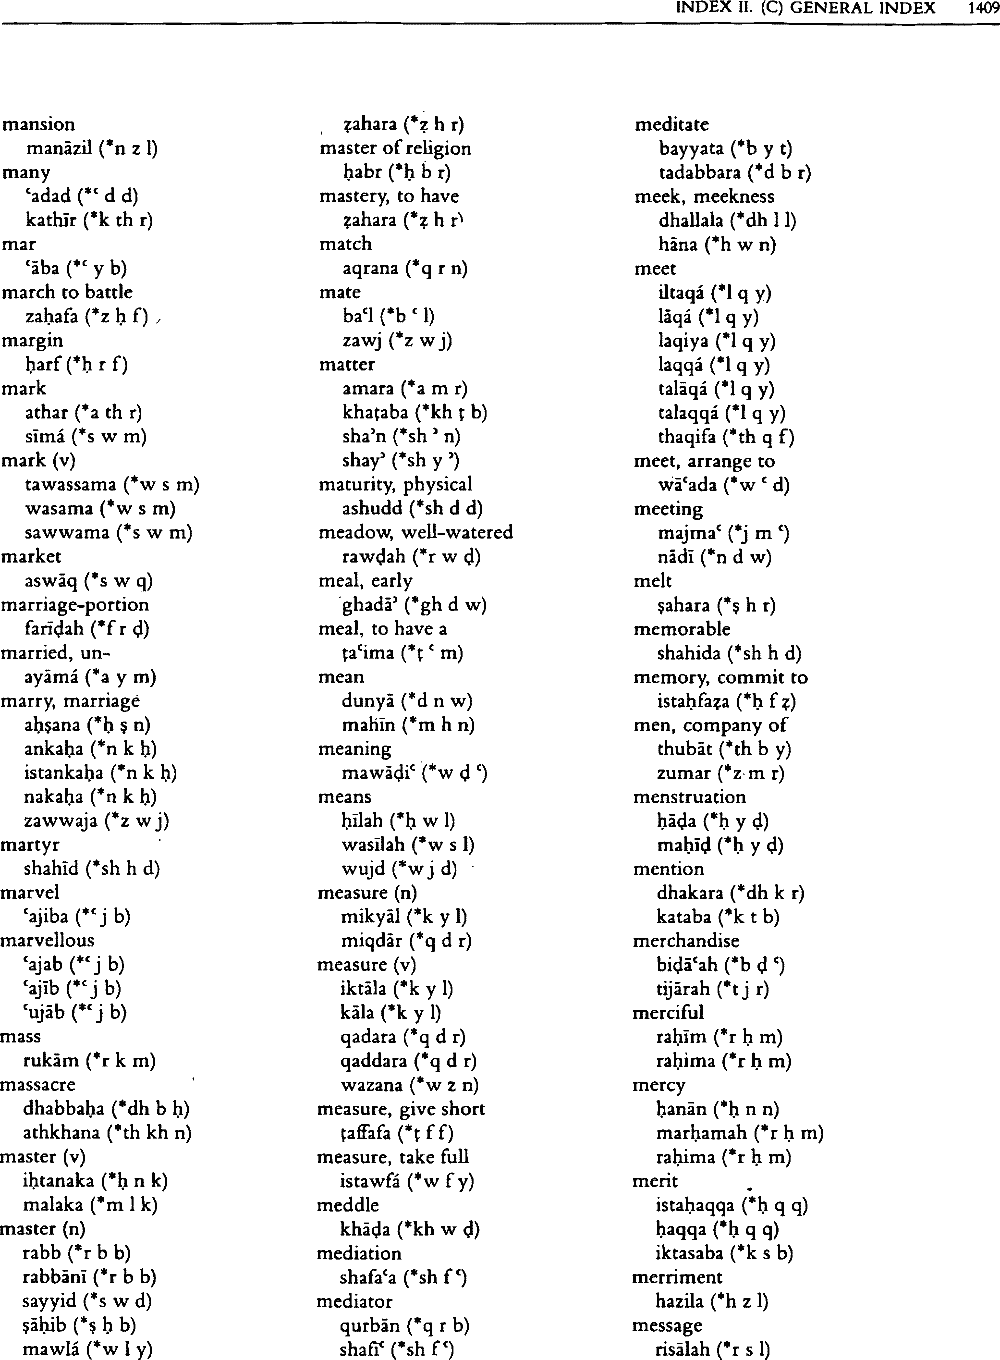 INDEX II. (C) GENERAL INDEX 1409
mansion
manāzil (*n z l)
many
ʿadad (*ʿ d d)
kathīr (*k th r)
mar
ʿāba (*ʿ y b)
march to battle
zaḥafa (*z ḥ f)
margin
ḥarf (*ḥ r f)
mark
athar (*a th r)
sīmá (*s w m)
mark (v)
tawassama (*w s m)
wasama (*w s m)
sawwama (*s w m)
market
aswāq (*s w q)
marriage-portion
farīḍah (*f r ḍ)
married, un-
ayāmá (*a y m)
marry, marriage
aḥṣana (*ḥ ṣ n)
ankaḥa (*n k ḥ)
istankaḥa (*n k ḥ)
nakaḥa (*n k ḥ)
zawwaja (*z w j)
martyr
shahīd (*sh h d)
marvel
ʿajiba (*ʿ j b)
marvellous
ʿajab (*ʿ j b)
ʿajīb (*ʿ j b)
ʿujāb (*ʿ j b)
mass
rukām (*r k m)
massacre
dhabbaḥa (*dh b ḥ)
athkhana (*th kh n)
master (v)
iḥtanaka (*ḥ n k)
malaka (*m l k)
master (n)
rabb (*r b b)
rabbānī (*r b b)
sayyid (*s w d)
ṣāḥib (*ṣ ḥ b)
mawlá (*w l y)
ẓahara (*ẓ h r)
master of religion
ḥabr (*ḥ b r)
mastery, to have
ẓahara (*ẓ h r)
match
aqrana (*q r n)
mate
baʿl (*b ʿ l)
zawj (*z w j)
matter
amara (*a m r)
khaṭaba (*kh ṭ b)
shaʾn (*sh ʾ n)
shayʾ (*sh y ʾ)
maturity, physical
ashudd (*sh d d)
meadow, well-watered
rawḍah (*r w ḍ)
meal, early
ghadāʾ (*gh d w)
meal, to have a
ṭaʿima (*ṭ ʿ m)
mean
dunyā (*d n w)
mahīn (*m h n)
meaning
mawāḍiʿ (*w ḍ ʿ)
means
ḥīlah (*ḥ w l)
wasīlah (*w s l)
wujd (*w j d)
measure (n)
mikyāl (*k y l)
miqdār (*q d r)
measure (v)
iktāla (*k y l)
kāla (*k y l)
qadara (*q d r)
qaddara (*q d r)
wazana (*w z n)
measure, give short
ṭaffafa (*ṭ f f)
measure, take full
istawfá (*w f y)
meddle
khāḍa (*kh w ḍ)
mediation
shafaʿa (*sh f ʿ)
mediator
qurbān (*q r b)
shafīʿ (*sh f ʿ)
meditate
bayyata (*b y t)
tadabbara (*d b r)
meek, meekness
dhallala (*dh l l)
hāna (*h w n)
meet
iltaqá (*l q y)
lāqá (*l q y)
laqiya (*l q y)
laqqá (*l q y)
talāqá (*l q y)
talaqqá (*l q y)
thaqifa (*th q f)
meet, arrange to
wāʿada (*w ʿ d)
meeting
majmaʿ (*j m ʿ)
nādī (*n d w)
melt
ṣahara (*ṣ h r)
memorable
shahida (*sh h d)
memory, commit to
istaḥfaẓa (*ḥ f ẓ)
men, company of
thubāt (*th b y)
zumar (*z m r)
menstruation
ḥāḍa (*ḥ y ḍ)
maḥīḍ (*ḥ y ḍ)
mention
dhakara (*dh k r)
kataba (*k t b)
merchandise
biḍāʿah (*b ḍ ʿ)
tijārah (*t j r)
merciful
raḥīm (*r ḥ m)
raḥima (*r ḥ m)
mercy
ḥanān (*ḥ n n)
marḥamah (*r ḥ m)
raḥima (*r ḥ m)
merit
istaḥaqqa (*ḥ q q)
ḥaqqa (*ḥ q q)
iktasaba (*k s b)
merriment
hazila (*h z l)
message
risālah (*r s l)